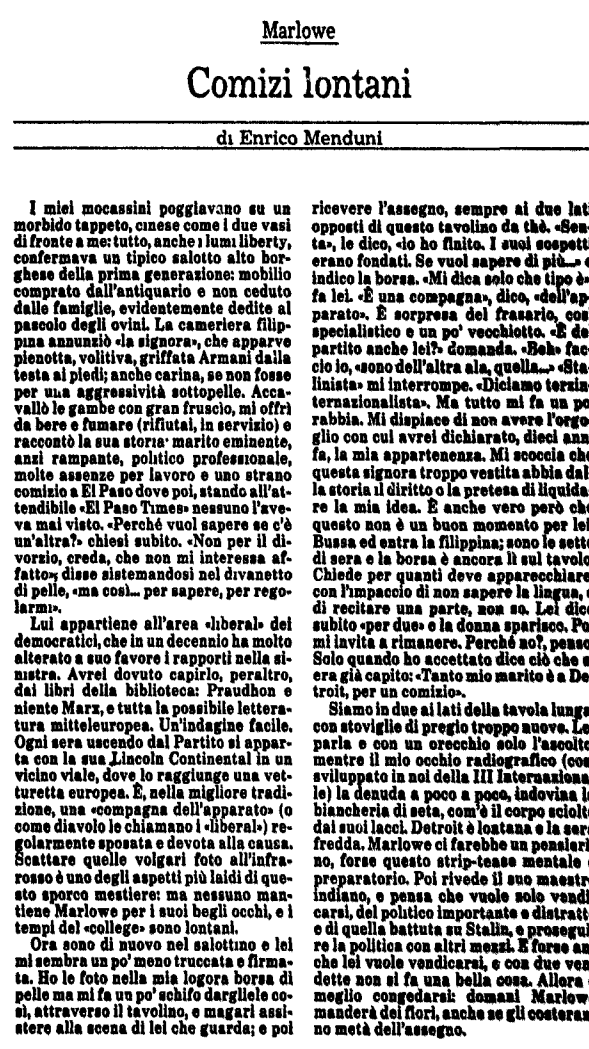 Marlowe
Comizi lontani
di Enrico Menduni
I miei mocassini poggiavano su un
morbido tappeto, cinese come i due vasi
di fronte a me: tutto, anche i lumi liberty,
confermava un tipico salotto alto bor-
ghese della prima generazione: mobilio
comprato dall'antiquario e non ceduto
dalle famiglie, evidentemente dedite al
pascolo degli ovini. La cameriera filip-
pina annunziò «la signora», che apparve
pienotta, volitiva, griffata Armani dalla
testa ai piedi; anche carina, se non fosse
per una aggressività sottopelle. Acca-
vallò le gambe con gran fruscio, mi offrì
da bere e fumare (rifiutai, in servizio) e
raccontò la sua storia: marito eminente,
anzi rampante, politico professionale,
molte assenze per lavoro e uno strano
comizio a El Paso dove poi, stando all'at-
tendibile «El Paso Times» nessuno l'ave-
va mai visto. «Perché vuol sapere se c'è
un'altra?» chiesi subito. «Non per il di-
vorzio, creda, che non mi interessa af-
fatto»; disse sistemandosi nel divanetto
di pelle, «ma così... per sapere, per rego-
larmi».
Lui appartiene all'area «liberal» dei
democratici, che in un decennio ha molto
alterato a suo favore i rapporti nella si-
nistra. Avrei dovuto capirlo, peraltro,
dai libri della biblioteca: Praudhon e
niente Marx, e tutta la possibile lettera-
tura mitteleuropea. Un'indagine facile.
Ogni sera uscendo dal Partito si appar-
ta con la sua Lincoln Continental in un
vicino viale, dove lo raggiunge una vet-
turetta europea. È, nella migliore tradi-
zione, una «compagna dell'apparato» (o
come diavolo le chiamano i «liberal») re-
golarmente sposata e devota alla causa.
Scattare quelle volgari foto all'infra-
rosso è uno degli aspetti più laidi di que-
sto sporco mestiere: ma nessuno man-
tiene Marlowe per i suoi begli occhi, e i
tempi del «college» sono lontani.
Ora sono di nuovo nel salottino e lei
mi sembra un po' meno truccata e firma-
ta. Ho le foto nella mia logora borsa di
pelle ma mi fa un po' schifo dargliele co-
sì, attraverso il tavolino, e magari assi-
stere alla scena di lei che guarda; e poi
ricevere l'assegno, sempre ai due lati
opposti di questo tavolino da thè. «Sen-
ta», le dico, «io ho finito. I suoi sospetti
erano fondati. Se vuol sapere di più...» e
indico la borsa. «Mi dica solo che tipo è»
fa lei. «È una compagna», dico, «dell'ap-
parato». È sorpresa del frasario, così
specialistico e un po' vecchiotto. «È del
partito anche lei?» domanda. «Beh» fac-
cio io, «sono dell'altra ala, quella...» «Sta-
linista» mi interrompe. «Diciamo terzin-
ternazionalista». Ma tutto mi fa un po'
rabbia. Mi dispiace di non avere l'orgo-
glio con cui avrei dichiarato, dieci anni
fa, la mia appartenenza. Mi scoccia che
questa signora troppo vestita abbia dal-
la storia il diritto o la pretesa di liquida-
re la mia idea. È anche vero però che
questo non è un buon momento per lei.
Bussa ed entra la filippina; sono le sette
di sera e la borsa è ancora lì sul tavolo.
Chiede per quanti deve apparecchiare
con l'impaccio di non sapere la lingua, o
di recitare una parte, non so. Lei dice
subito «per due» e la donna sparisce. Poi
mi invita a rimanere. Perché no?, penso.
Solo quando ho accettato dice ciò che s'
era già capito: «Tanto mio marito è a De-
troit, per un comizio».
Siamo in due ai lati della tavola lunga,
con stoviglie di pregio troppo nuove. Lei
parla e con un orecchio solo l'ascolto
mentre il mio occhio radiografico (così
sviluppato in noi della III Internaziona-
le) la denuda a poco a poco, indovina la
biancheria di seta, com'è il corpo sciolto
dai suoi lacci. Detroit è lontana e la sera
fredda. Marlowe ci farebbe un pensieri-
no, forse questo strip-tease mentale è
preparatorio. Poi rivede il suo maestro
indiano, e pensa che vuole solo vendi-
carsi, del politico importante e distratto
e di quella battuta su Stalin, e prosegui-
re la politica con altri mezzi. E forse an-
che lei vuole vendicarsi, e con due ven-
dette non si fa una bella cosa. Allora è
meglio congedarsi: domani Marlowe
manderà dei fiori, anche se gli costeran-
no metà dell'assegno.